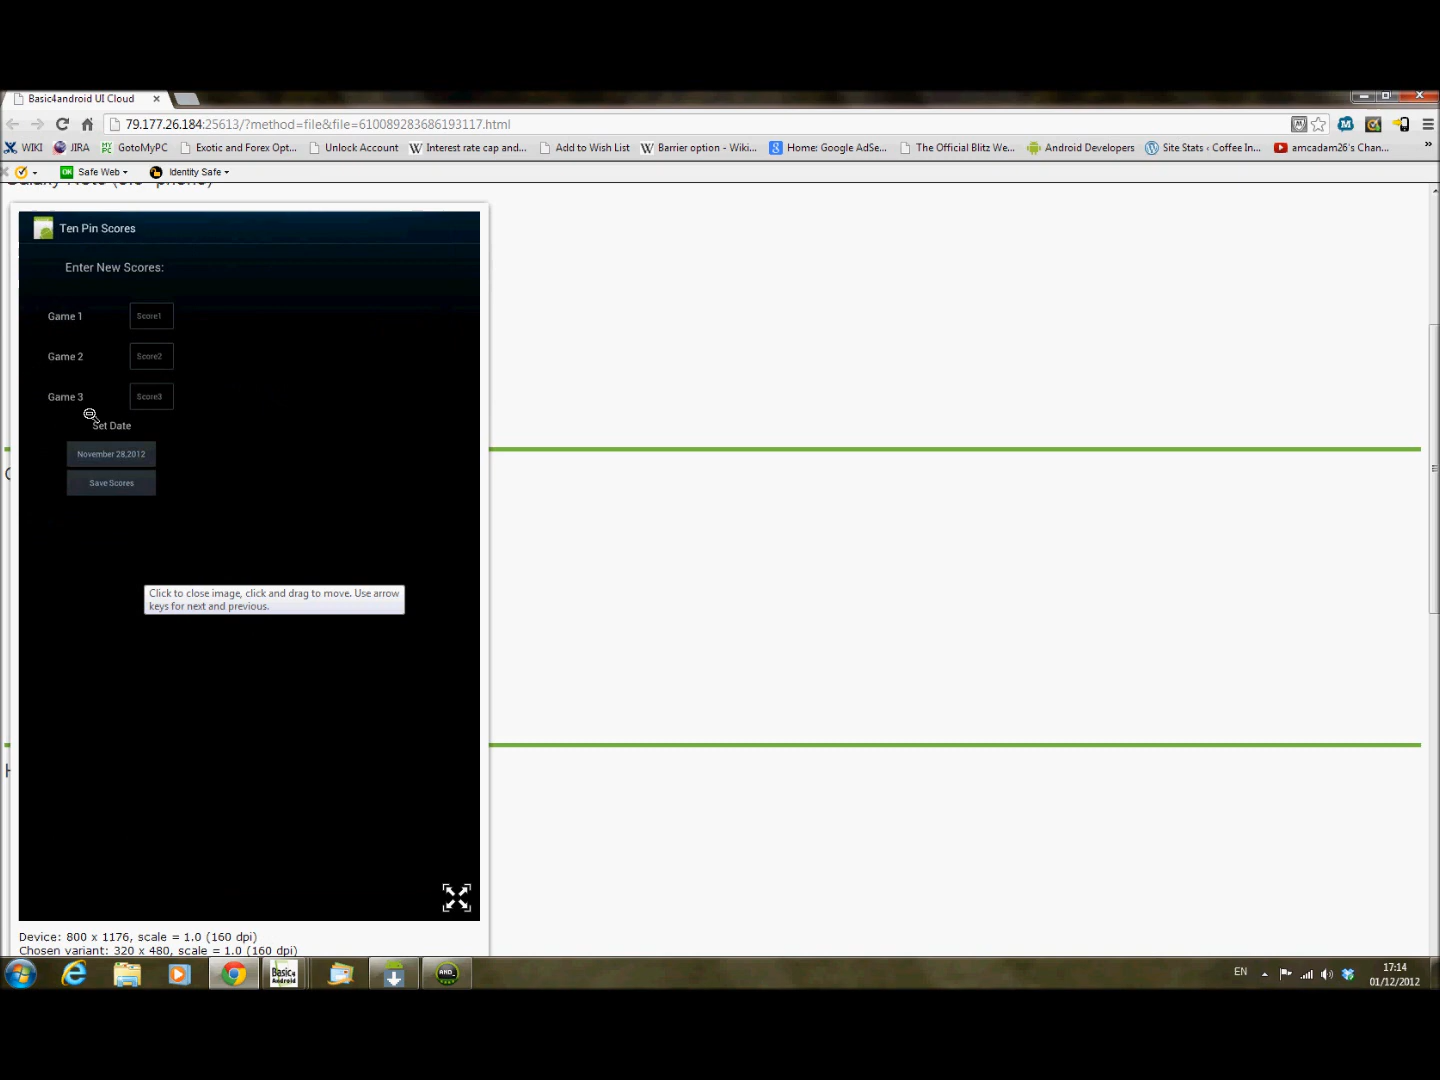 Basic4android UI Cloud
79.177.26.184:25613/?method=file&file=610089283686193117.html
WIKI JIRA GotoMyPC Exotic and Forex Opt... Unlock Account Interest rate cap and... Add to Wish List Barrier option - Wiki... Home: Google AdSe... The Official Blitz We... Android Developers Site Stats ‹ Coffee In... amcadam26's Chan... »
Safe Web Identity Safe
Ten Pin Scores
Enter New Scores:
Game 1 Score1
Game 2 Score2
Game 3 Score3
Set Date
November 28,2012
Save Scores
Click to close image, click and drag to move. Use arrow
keys for next and previous.
Device: 800 x 1176, scale = 1.0 (160 dpi)
Chosen variant: 320 x 480, scale = 1.0 (160 dpi)
Basic4
Android
EN
17:14
01/12/2012